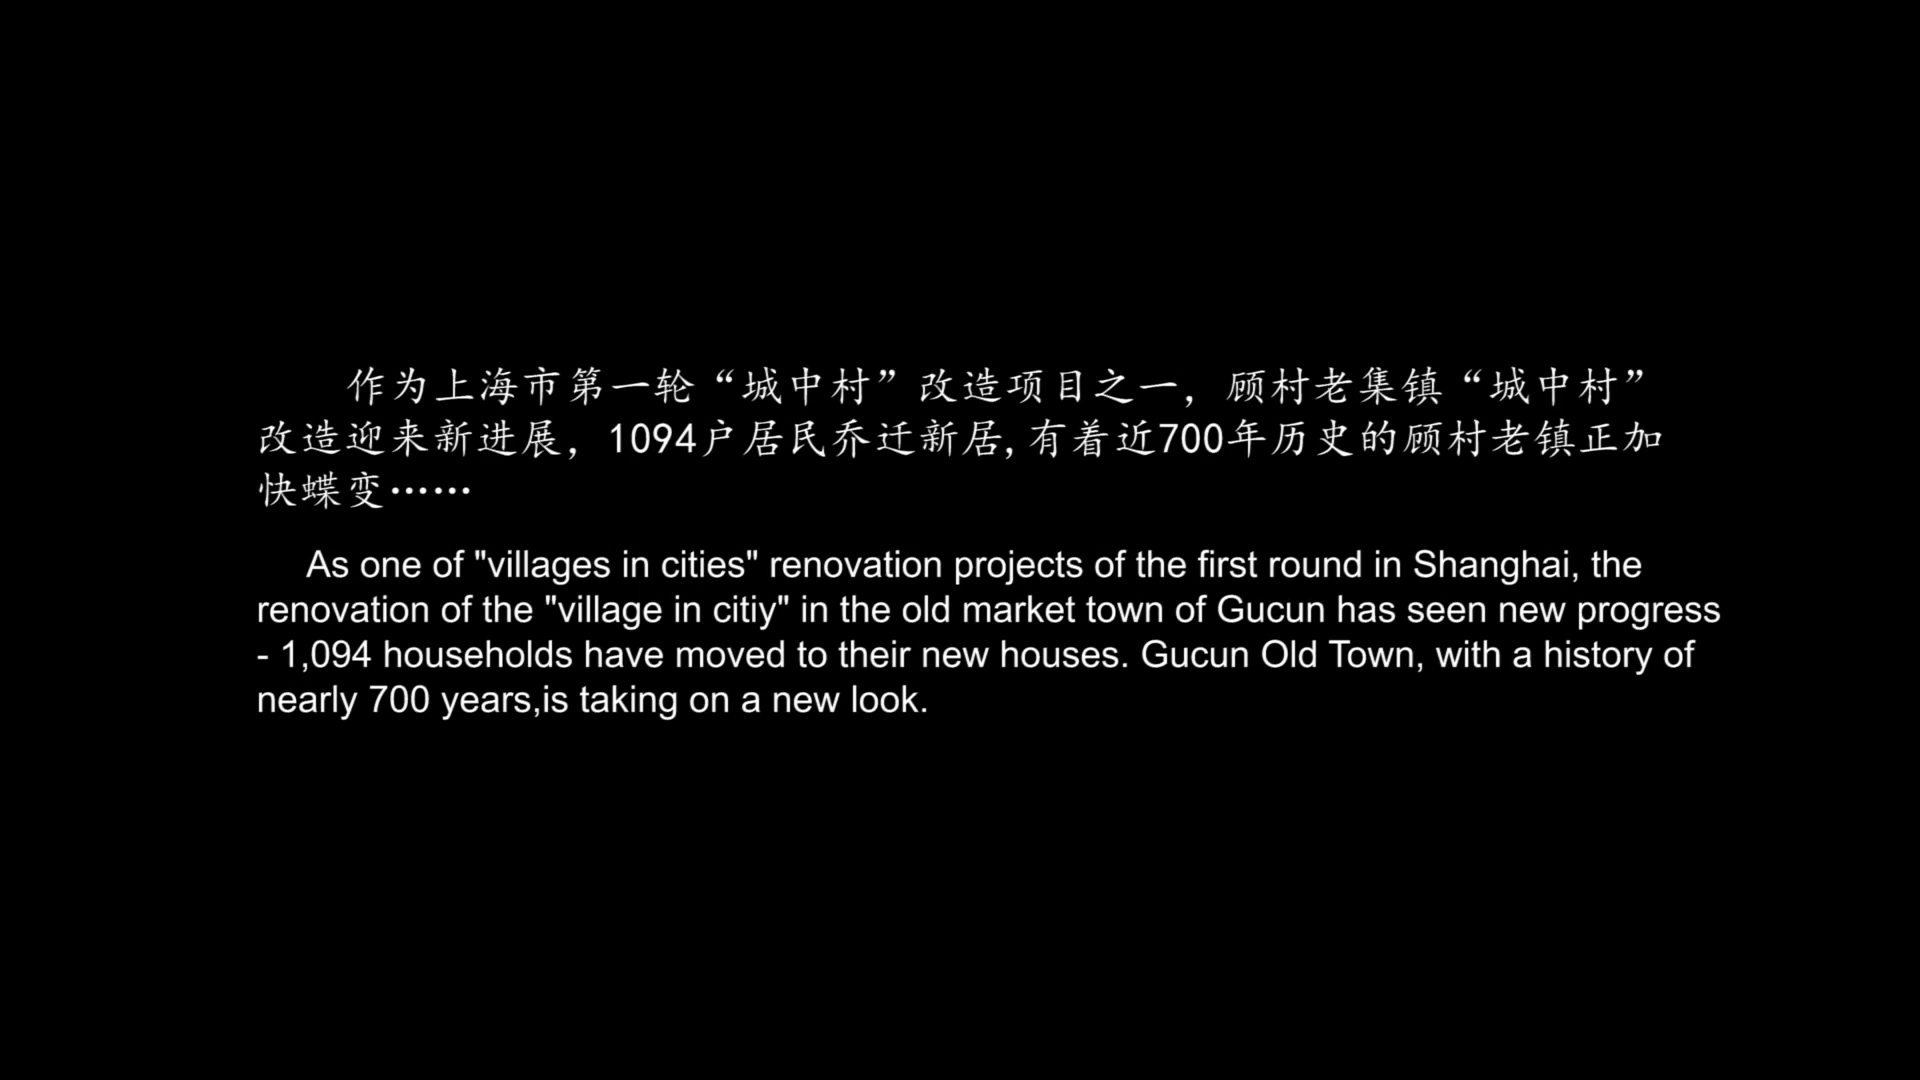 作为上海市第一轮“城中村”改造项目之一，顾村老集镇“城中村”
改造迎来新进展，1094户居民乔迁新居,有着近700年历史的顾村老镇正加
快蝶变……
As one of "villages in cities" renovation projects of the first round in Shanghai, the
renovation of the "village in citiy" in the old market town of Gucun has seen new progress
- 1,094 households have moved to their new houses. Gucun Old Town, with a history of
nearly 700 years,is taking on a new look.